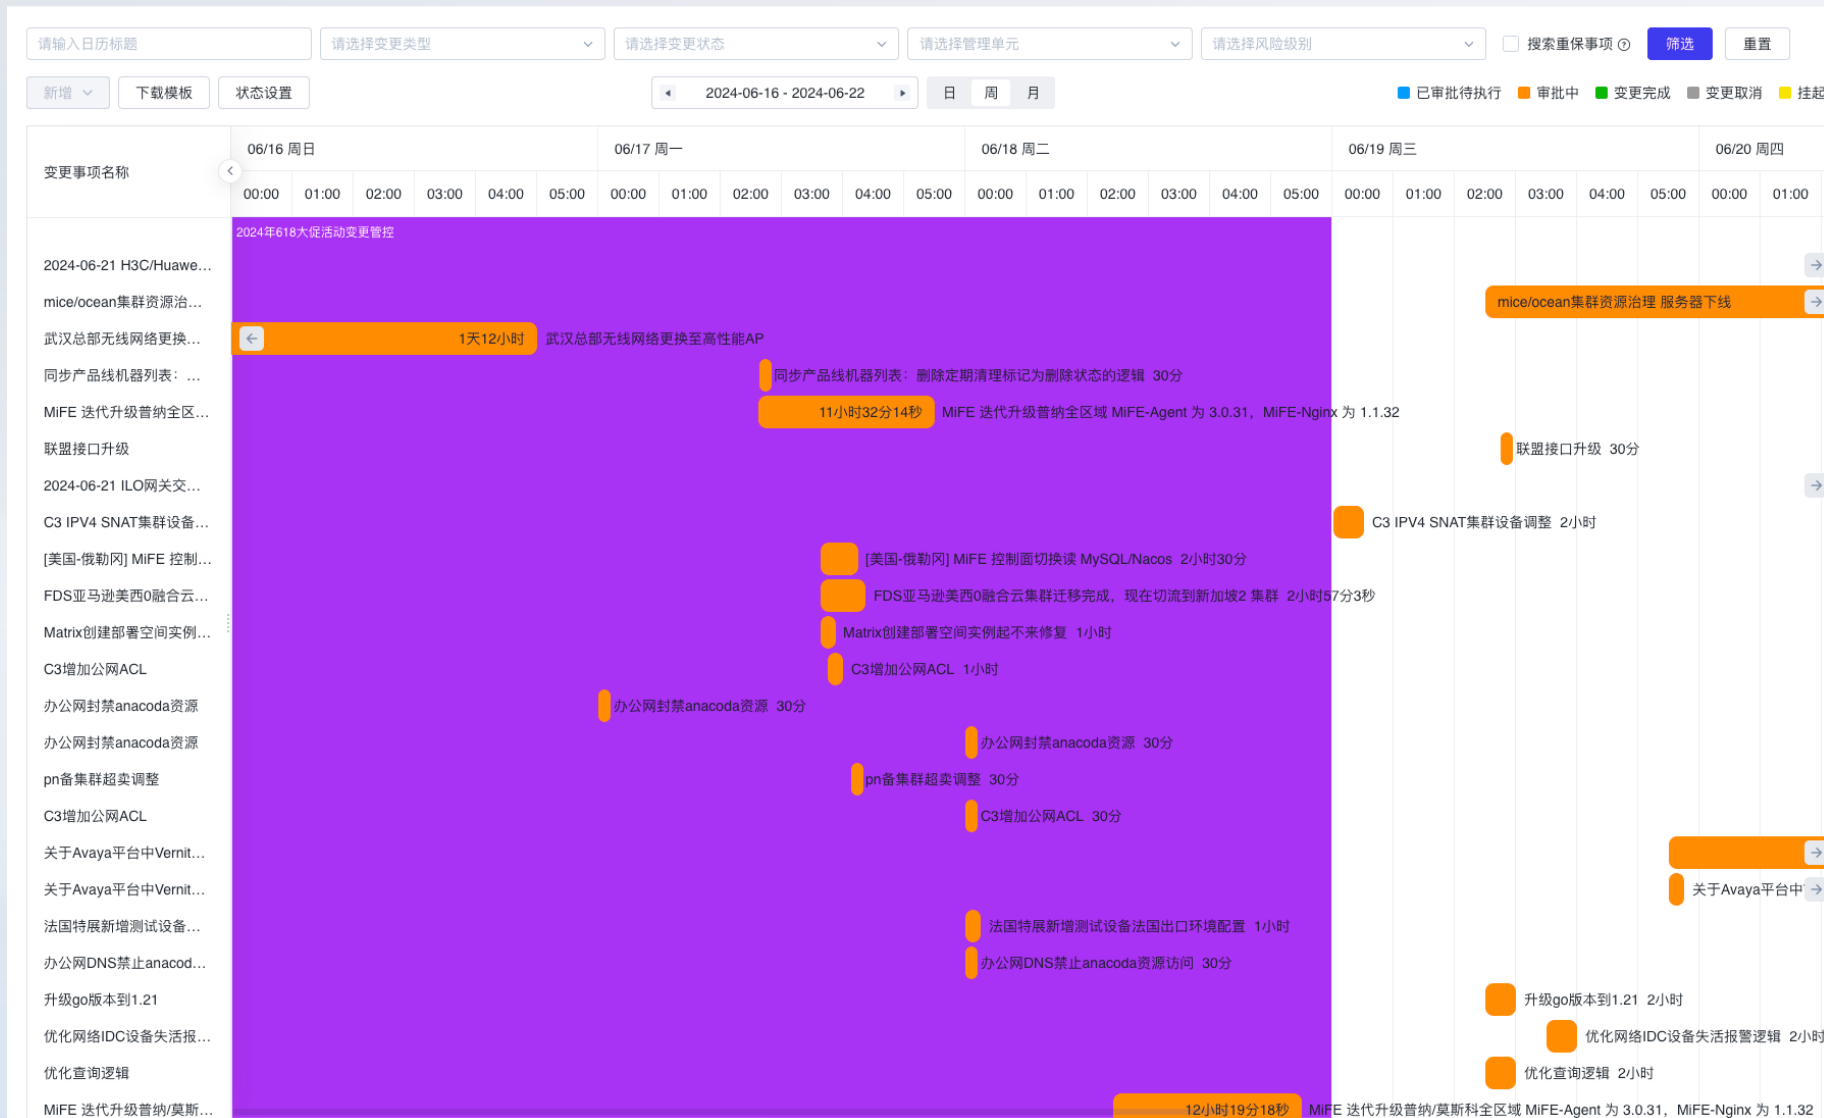 请输入日历标题 请选择变更类型 请选择变更状态 请选择管理单元 请选择风险级别 搜索重保事项 筛选 重置
新增 下载模板 状态设置 2024-06-16 - 2024-06-22 日 周 月 已审批待执行 审批中 变更完成 变更取消 挂起
变更事项名称 06/16 周日 06/17 周一 06/18 周二 06/19 周三 06/20 周四
00:00 01:00 02:00 03:00 04:00 05:00 00:00 01:00 02:00 03:00 04:00 05:00 00:00 01:00 02:00 03:00 04:00 05:00 00:00 01:00 02:00 03:00 04:00 05:00 00:00 01:00
2024年618大促活动变更管控
2024-06-21 H3C/Huawe...
mice/ocean集群资源治... mice/ocean集群资源治理 服务器下线
武汉总部无线网络更换... 1天12小时 武汉总部无线网络更换至高性能AP
同步产品线机器列表：... 同步产品线机器列表：删除定期清理标记为删除状态的逻辑 30分
MiFE 迭代升级普纳全区... 11小时32分14秒 MiFE 迭代升级普纳全区域 MiFE-Agent 为 3.0.31，MiFE-Nginx 为 1.1.32
联盟接口升级 联盟接口升级 30分
2024-06-21 ILO网关交...
C3 IPV4 SNAT集群设备... C3 IPV4 SNAT集群设备调整 2小时
[美国-俄勒冈] MiFE 控制... [美国-俄勒冈] MiFE 控制面切换读 MySQL/Nacos 2小时30分
FDS亚马逊美西0融合云... FDS亚马逊美西0融合云集群迁移完成，现在切流到新加坡2 集群 2小时57分3秒
Matrix创建部署空间实例... Matrix创建部署空间实例起不来修复 1小时
C3增加公网ACL C3增加公网ACL 1小时
办公网封禁anacoda资源 办公网封禁anacoda资源 30分
办公网封禁anacoda资源 办公网封禁anacoda资源 30分
pn备集群超卖调整 pn备集群超卖调整 30分
C3增加公网ACL C3增加公网ACL 30分
关于Avaya平台中Vernit...
关于Avaya平台中Vernit... 关于Avaya平台中
法国特展新增测试设备... 法国特展新增测试设备法国出口环境配置 1小时
办公网DNS禁止anacod... 办公网DNS禁止anacoda资源访问 30分
升级go版本到1.21 升级go版本到1.21 2小时
优化网络IDC设备失活报... 优化网络IDC设备失活报警逻辑 2小时
优化查询逻辑 优化查询逻辑 2小时
MiFE 迭代升级普纳/莫斯... 12小时19分18秒 MiFE 迭代升级普纳/莫斯科全区域 MiFE-Agent 为 3.0.31，MiFE-Nginx 为 1.1.32